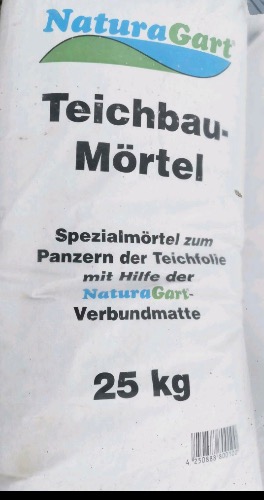 NaturaGart®
Teichbau-
Mörtel
Spezialmörtel zum
Panzern der Teichfolie
mit Hilfe der
NaturaGart®-
Verbundmatte
25 kg